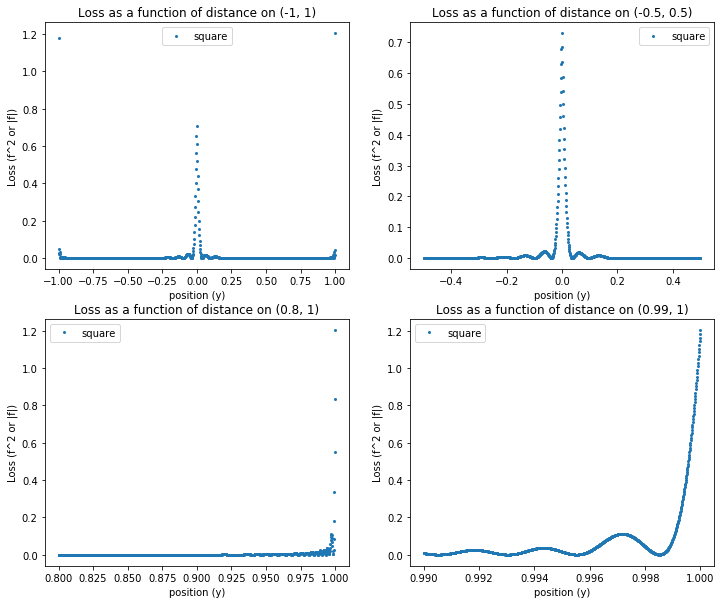 Loss as a function of distance on (-1, 1)
Loss (f^2 or |f|)
1.2
1.0
0.8
0.6
0.4
0.2
0.0
square
−1.00 −0.75 −0.50 −0.25 0.00 0.25 0.50 0.75 1.00
position (y)
Loss as a function of distance on (-0.5, 0.5)
Loss (f^2 or |f|)
0.7
0.6
0.5
0.4
0.3
0.2
0.1
0.0
square
−0.4 −0.2 0.0 0.2 0.4
position (y)
Loss as a function of distance on (0.8, 1)
Loss (f^2 or |f|)
1.2
1.0
0.8
0.6
0.4
0.2
0.0
square
0.800 0.825 0.850 0.875 0.900 0.925 0.950 0.975 1.000
position (y)
Loss as a function of distance on (0.99, 1)
Loss (f^2 or |f|)
1.2
1.0
0.8
0.6
0.4
0.2
0.0
square
0.990 0.992 0.994 0.996 0.998 1.000
position (y)